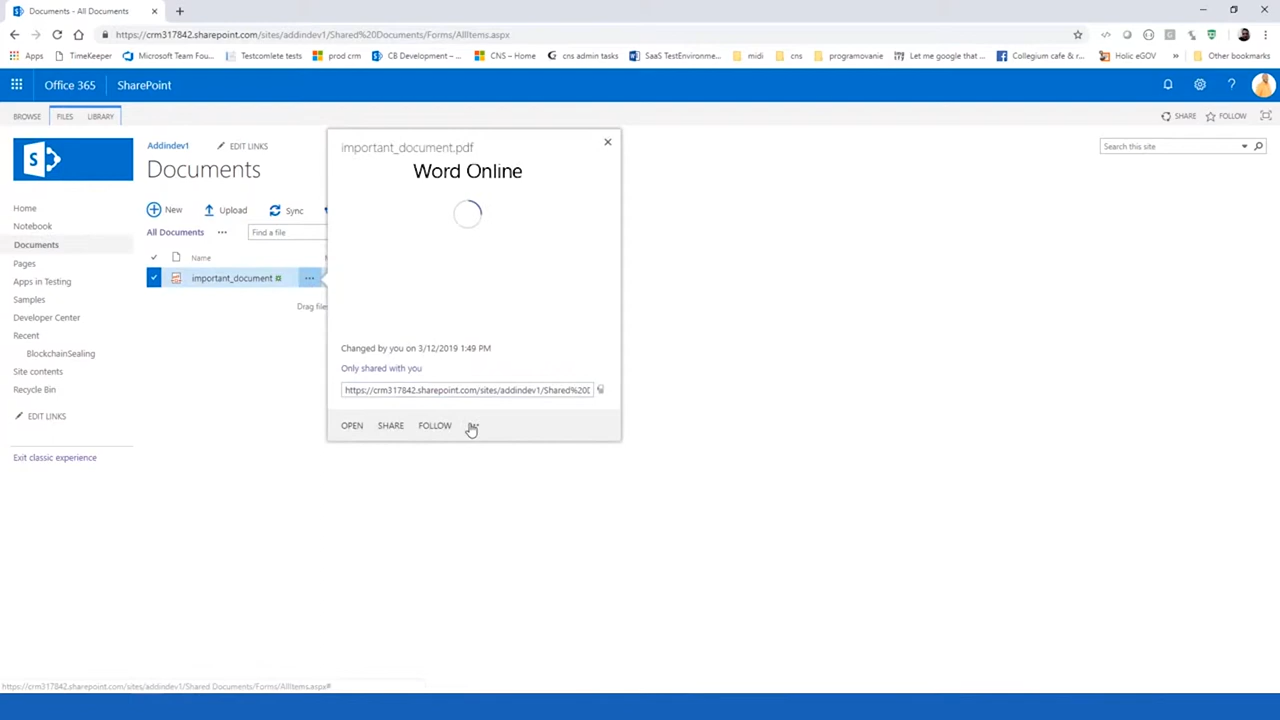 Documents - All Documents
https://crm317842.sharepoint.com/sites/addindev1/Shared%20Documents/Forms/AllItems.aspx
Apps TimeKeeper Microsoft Team Fou... Testcomlete tests prod crm CB Development -... CNS – Home cns admin tasks SaaS TestEnvironme... midi cns programovanie Let me google that ... Collegium cafe & r... Holic eGOV » Other bookmarks
Office 365 SharePoint
BROWSE FILES LIBRARY SHARE FOLLOW
Addindev1 EDIT LINKS
Search this site
Documents
Home
Notebook
Documents
Pages
Apps in Testing
Samples
Developer Center
Recent
BlockchainSealing
Site contents
Recycle Bin
EDIT LINKS
Exit classic experience
New Upload Sync
All Documents ... Find a file
Name
important_document ...
Drag file
important_document.pdf
Word Online
Changed by you on 3/12/2019 1:49 PM
Only shared with you
https://crm317842.sharepoint.com/sites/addindev1/Shared%20D
OPEN SHARE FOLLOW
https://crm317842.sharepoint.com/sites/addindev1/Shared Documents/Forms/AllItems.aspx#